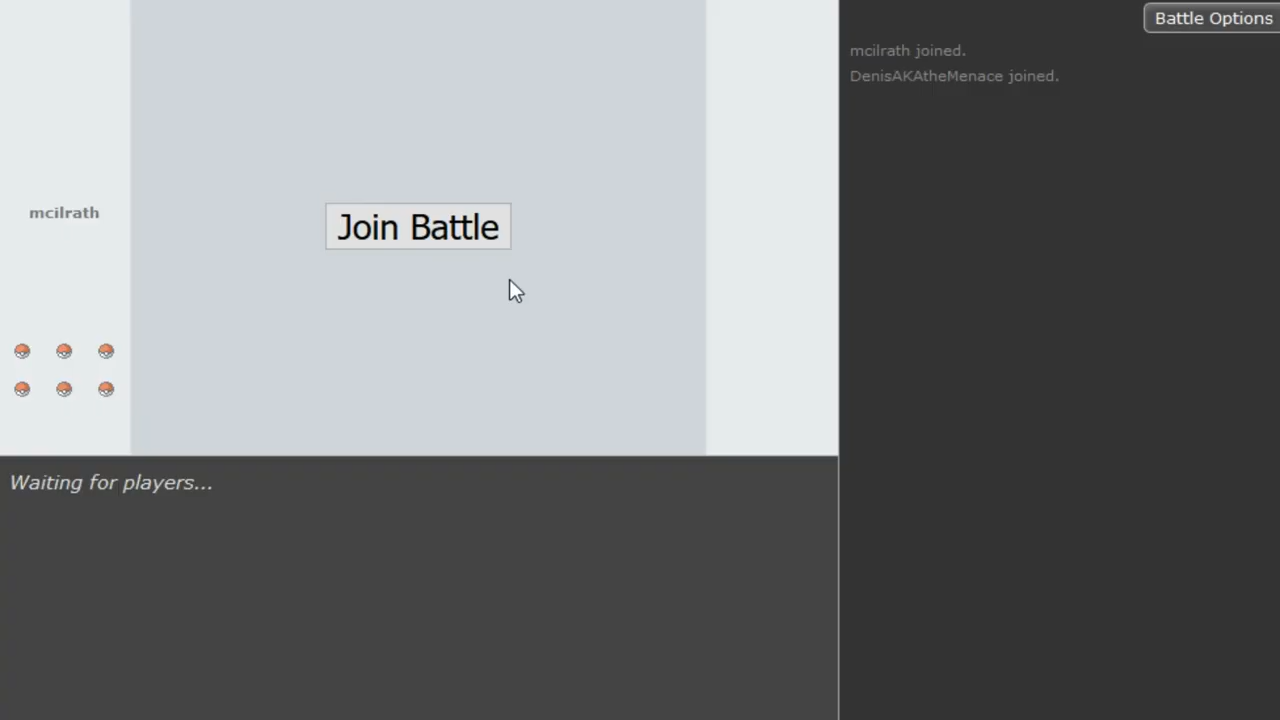 Battle Options
mcilrath joined.
DenisAKAtheMenace joined.
mcilrath
Join Battle
Waiting for players...